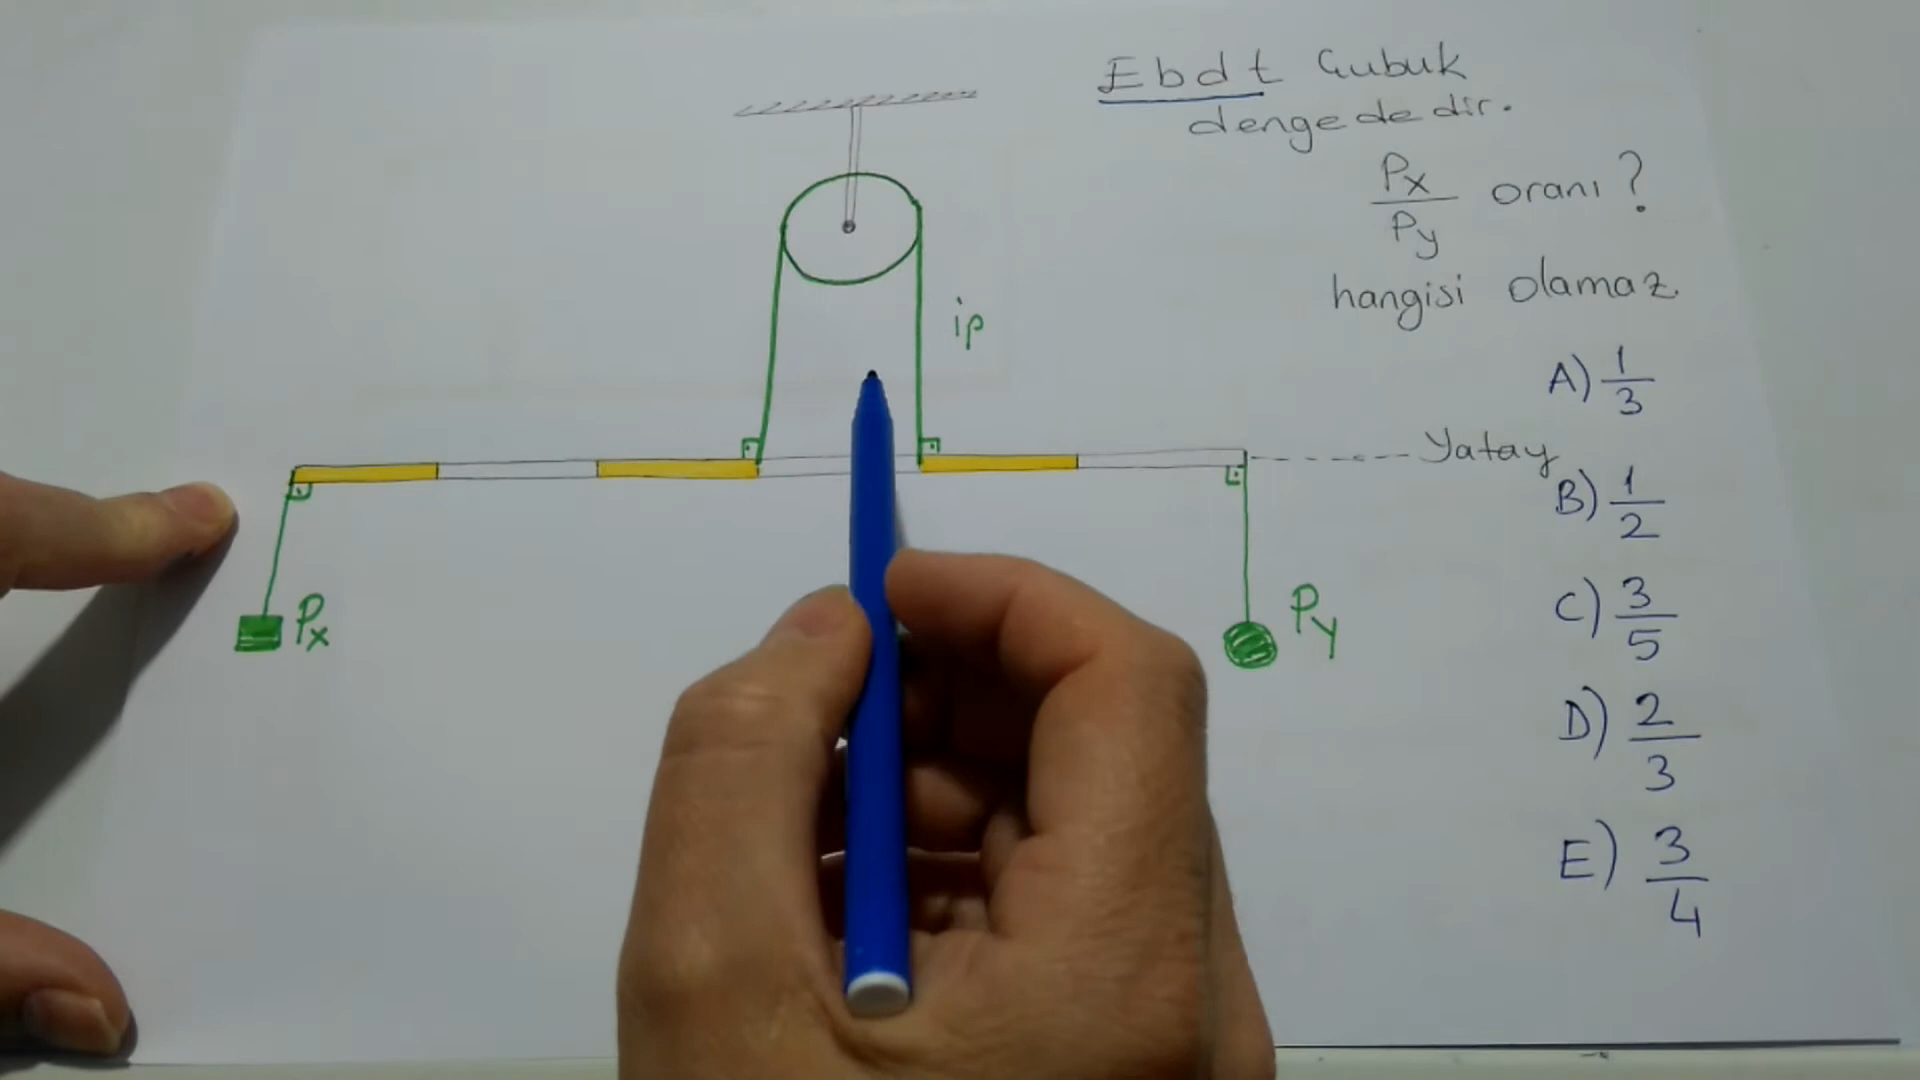 Ebdt Çubuk
dengededir.
Px
Py
oranı?
hangisi olamaz.
ip
A) 1/3
Yatay
B) 1/2
Px
Py
C) 3/5
D) 2/3
E) 3/4